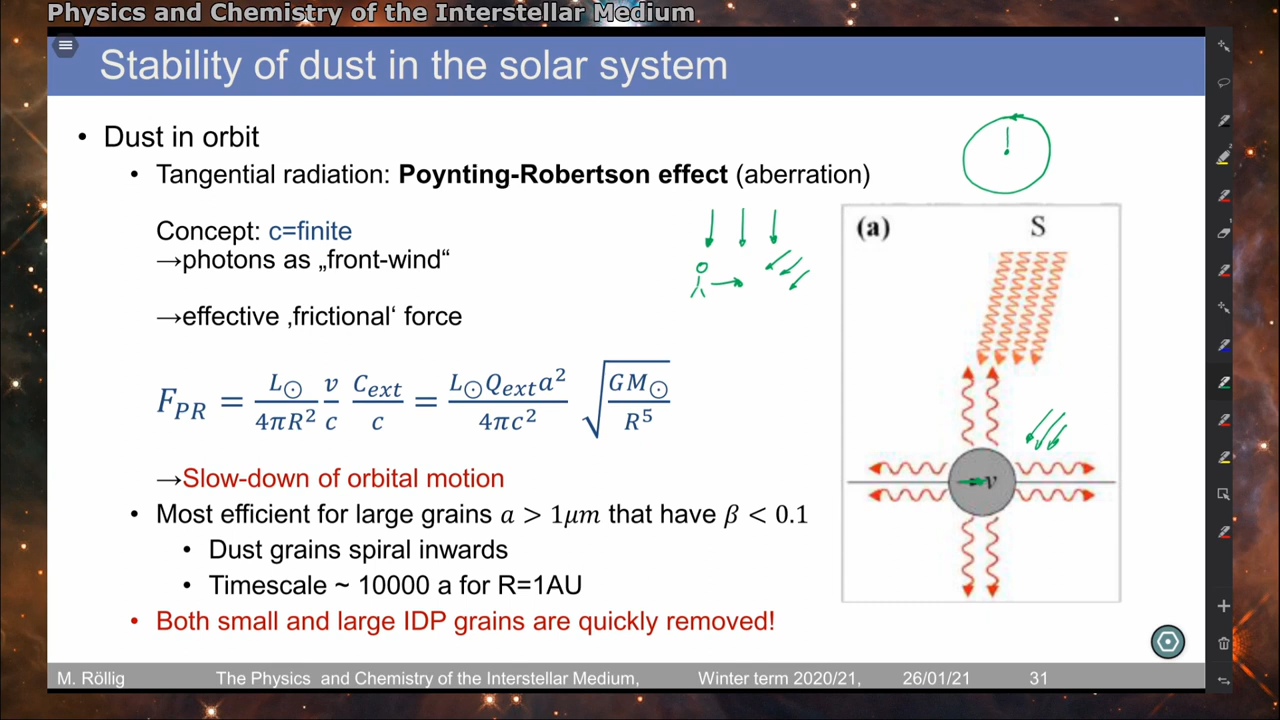 Physics and Chemistry of the Interstellar Medium
Stability of dust in the solar system
• Dust in orbit
• Tangential radiation: Poynting-Robertson effect (aberration)
Concept: c=finite
→photons as „front-wind“
→effective ‚frictional‘ force
F_PR = L_⊙/4πR² v/c C_ext/c = L_⊙Q_ext a²/4πc² √(GM_⊙/R⁵)
→Slow-down of orbital motion
• Most efficient for large grains a > 1μm that have β < 0.1
• Dust grains spiral inwards
• Timescale ~ 10000 a for R=1AU
• Both small and large IDP grains are quickly removed!
(a) S
v
M. Röllig The Physics and Chemistry of the Interstellar Medium, Winter term 2020/21, 26/01/21 31